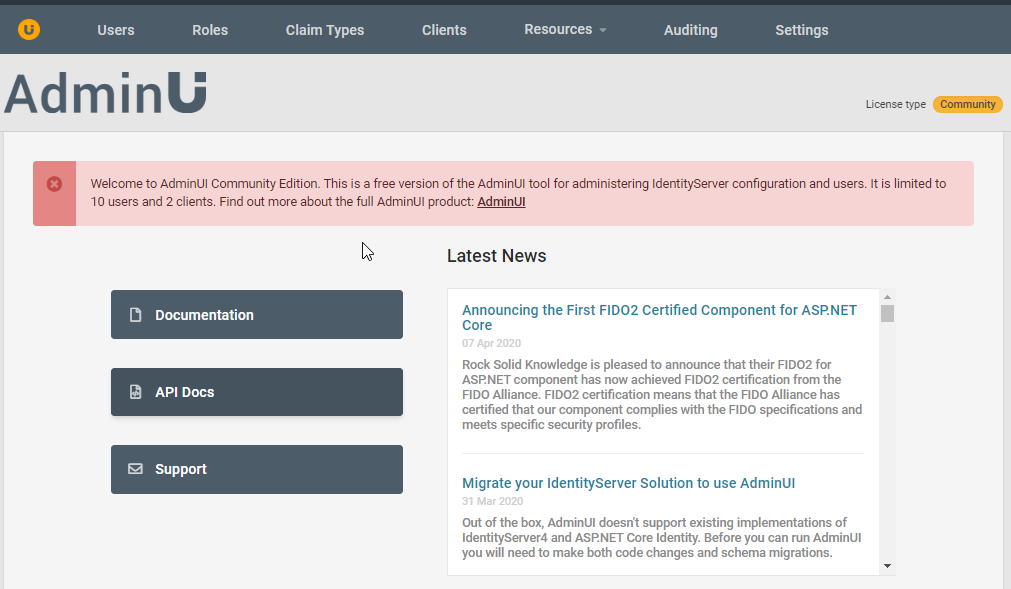 Users Roles Claim Types Clients Resources Auditing Settings
AdminUI
License type Community
Welcome to AdminUI Community Edition. This is a free version of the AdminUI tool for administering IdentityServer configuration and users. It is limited to
10 users and 2 clients. Find out more about the full AdminUI product: AdminUI
Latest News
Documentation
API Docs
Support
Announcing the First FIDO2 Certified Component for ASP.NET
Core
07 Apr 2020
Rock Solid Knowledge is pleased to announce that their FIDO2 for
ASP.NET component has now achieved FIDO2 certification from the
FIDO Alliance. FIDO2 certification means that the FIDO Alliance has
certified that our component complies with the FIDO specifications and
meets specific security profiles.
Migrate your IdentityServer Solution to use AdminUI
31 Mar 2020
Out of the box, AdminUI doesn't support existing implementations of
IdentityServer4 and ASP.NET Core Identity. Before you can run AdminUI
you will need to make both code changes and schema migrations.